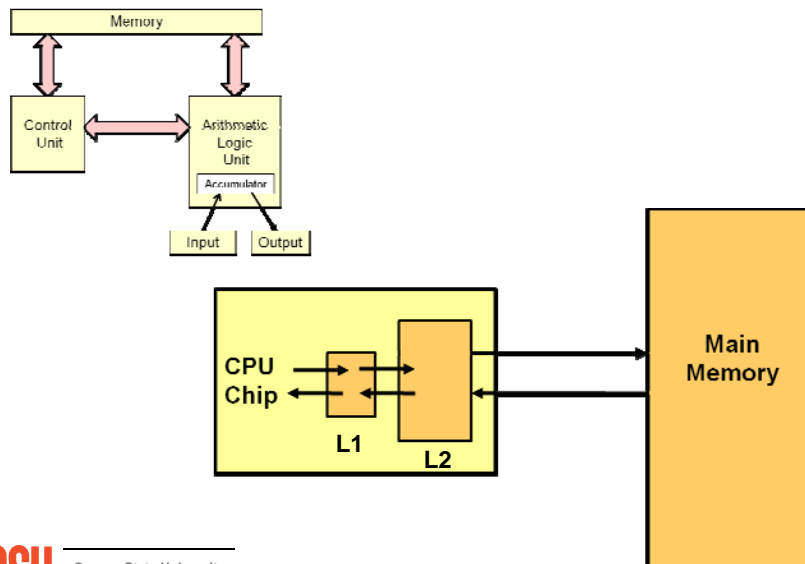 Memory
Control
Unit
Arithmetic
Logic
Unit
Accumulator
Input
Output
CPU
Chip
L1
L2
Main
Memory